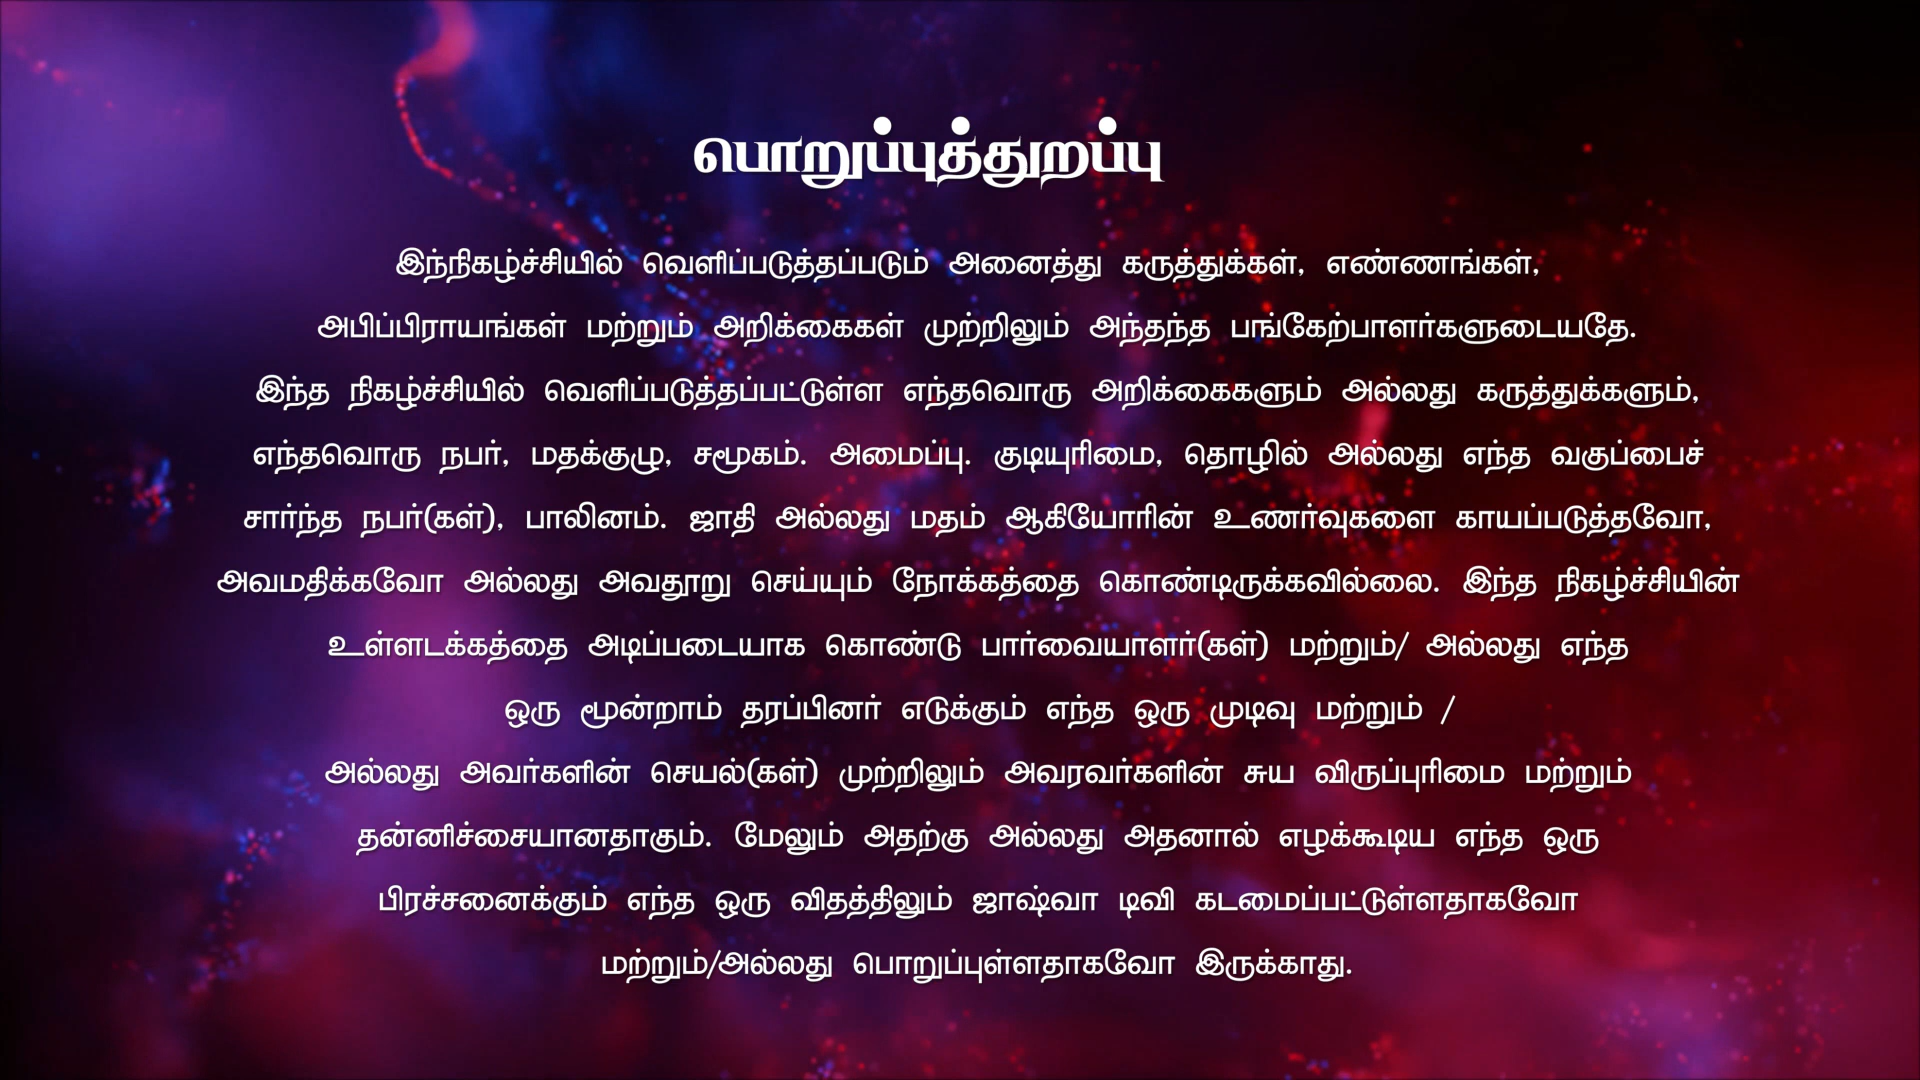 பொறுப்புத்துறப்பு
இந்நிகழ்ச்சியில் வெளிப்படுத்தப்படும் அனைத்து கருத்துக்கள், எண்ணங்கள்,
அபிப்பிராயங்கள் மற்றும் அறிக்கைகள் முற்றிலும் அந்தந்த பங்கேற்பாளர்களுடையதே.
இந்த நிகழ்ச்சியில் வெளிப்படுத்தப்பட்டுள்ள எந்தவொரு அறிக்கைகளும் அல்லது கருத்துக்களும்,
எந்தவொரு நபர், மதக்குழு, சமூகம். அமைப்பு. குடியுரிமை, தொழில் அல்லது எந்த வகுப்பைச்
சார்ந்த நபர்(கள்), பாலினம். ஜாதி அல்லது மதம் ஆகியோரின் உணர்வுகளை காயப்படுத்தவோ,
அவமதிக்கவோ அல்லது அவதூறு செய்யும் நோக்கத்தை கொண்டிருக்கவில்லை. இந்த நிகழ்ச்சியின்
உள்ளடக்கத்தை அடிப்படையாக கொண்டு பார்வையாளர்(கள்) மற்றும்/ அல்லது எந்த
ஒரு மூன்றாம் தரப்பினர் எடுக்கும் எந்த ஒரு முடிவு மற்றும் /
அல்லது அவர்களின் செயல்(கள்) முற்றிலும் அவரவர்களின் சுய விருப்புரிமை மற்றும்
தன்னிச்சையானதாகும். மேலும் அதற்கு அல்லது அதனால் எழக்கூடிய எந்த ஒரு
பிரச்சனைக்கும் எந்த ஒரு விதத்திலும் ஜாஷ்வா டிவி கடமைப்பட்டுள்ளதாகவோ
மற்றும்/அல்லது பொறுப்புள்ளதாகவோ இருக்காது.